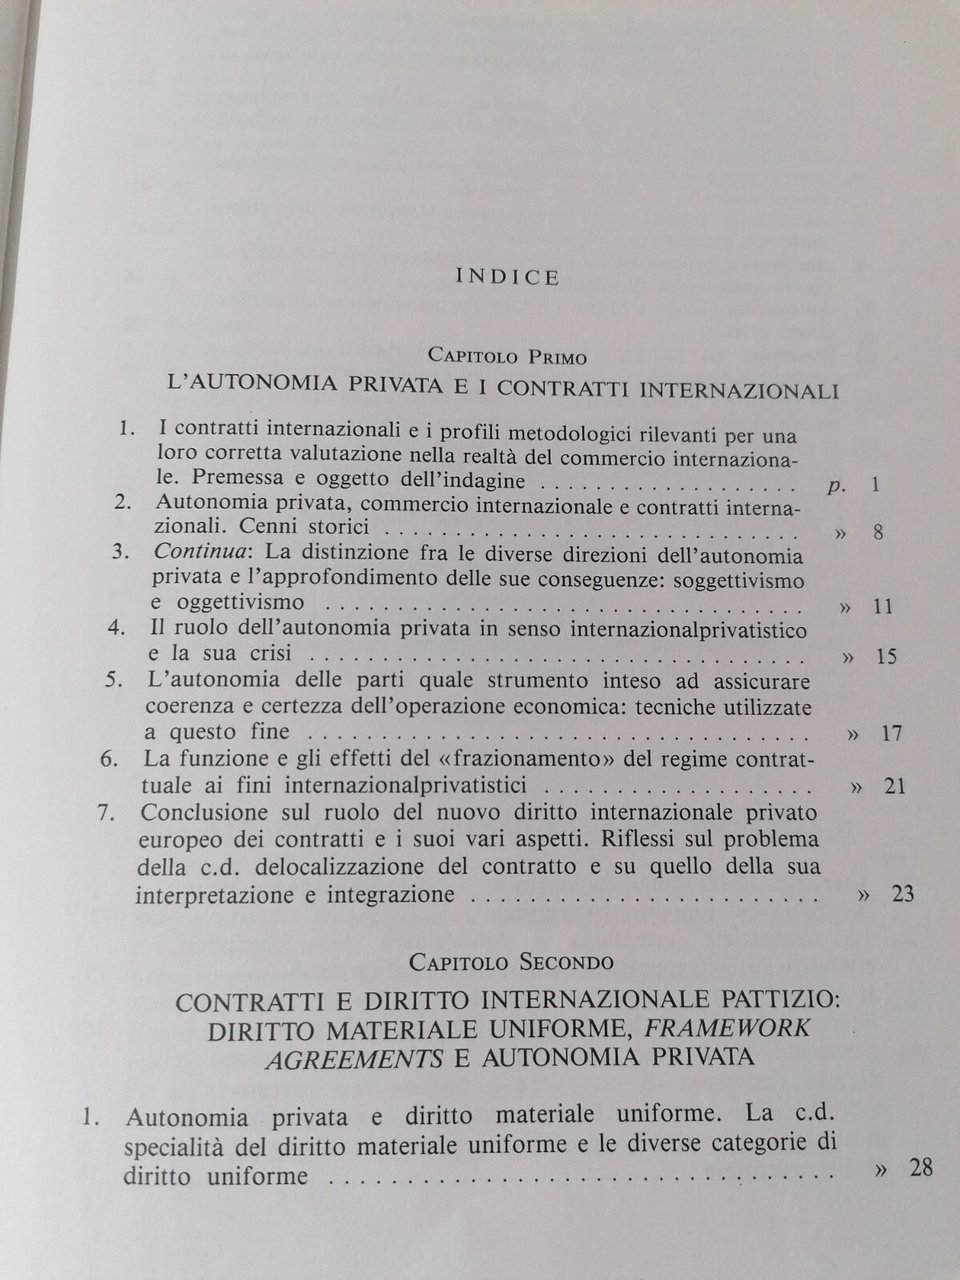 INDICE
CAPITOLO PRIMO
L'AUTONOMIA PRIVATA E I CONTRATTI INTERNAZIONALI
1. I contratti internazionali e i profili metodologici rilevanti per una
loro corretta valutazione nella realtà del commercio internaziona-
le. Premessa e oggetto dell'indagine . . . . . . . . . . . . . . . . . . p. 1
2. Autonomia privata, commercio internazionale e contratti interna-
zionali. Cenni storici . . . . . . . . . . . . . . . . . . . . . . . . . . . . » 8
3. Continua: La distinzione fra le diverse direzioni dell'autonomia
privata e l'approfondimento delle sue conseguenze: soggettivismo
e oggettivismo . . . . . . . . . . . . . . . . . . . . . . . . . . . . . . . . » 11
4. Il ruolo dell'autonomia privata in senso internazionalprivatistico
e la sua crisi . . . . . . . . . . . . . . . . . . . . . . . . . . . . . . . . . » 15
5. L'autonomia delle parti quale strumento inteso ad assicurare
coerenza e certezza dell'operazione economica: tecniche utilizzate
a questo fine . . . . . . . . . . . . . . . . . . . . . . . . . . . . . . . . . » 17
6. La funzione e gli effetti del «frazionamento» del regime contrat-
tuale ai fini internazionalprivatistici . . . . . . . . . . . . . . . . . . » 21
7. Conclusione sul ruolo del nuovo diritto internazionale privato
europeo dei contratti e i suoi vari aspetti. Riflessi sul problema
della c.d. delocalizzazione del contratto e su quello della sua
interpretazione e integrazione . . . . . . . . . . . . . . . . . . . . . . . . » 23
CAPITOLO SECONDO
CONTRATTI E DIRITTO INTERNAZIONALE PATTIZIO:
DIRITTO MATERIALE UNIFORME, FRAMEWORK
AGREEMENTS E AUTONOMIA PRIVATA
1. Autonomia privata e diritto materiale uniforme. La c.d.
specialità del diritto materiale uniforme e le diverse categorie di
diritto uniforme . . . . . . . . . . . . . . . . . . . . . . . . . . . . . . . . » 28